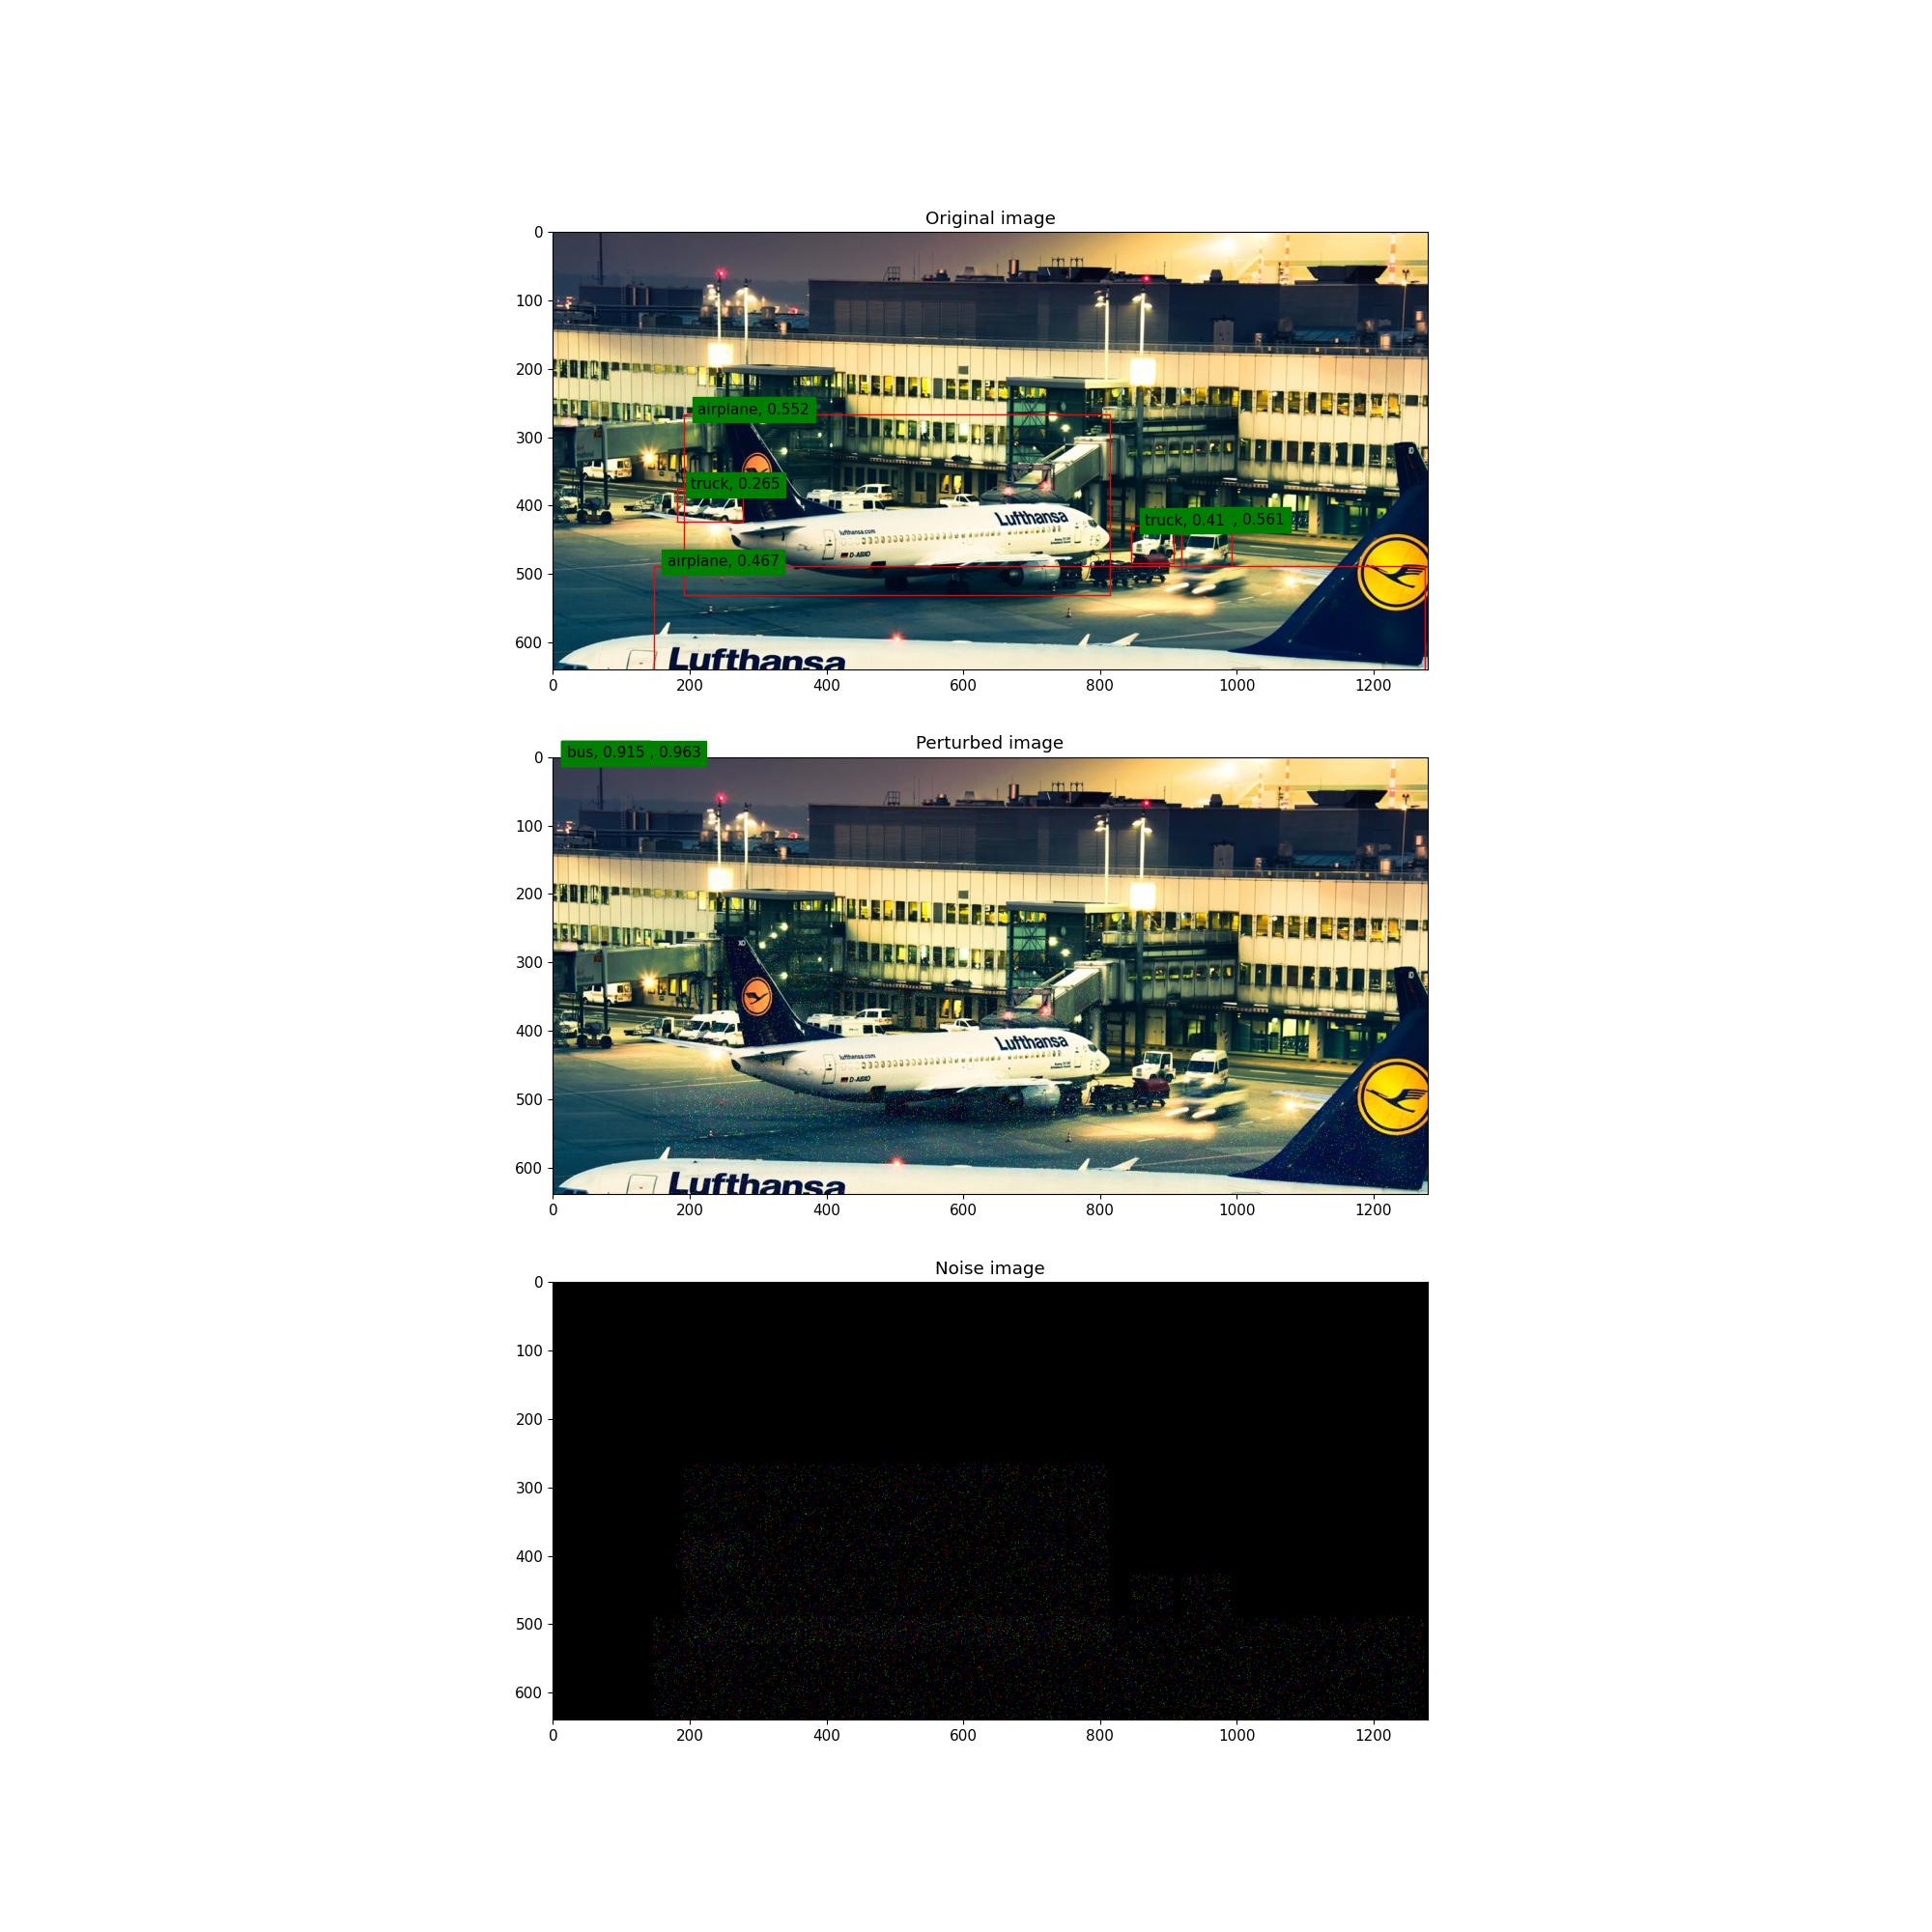 Original image
0
100
200
300
400
500
600
airplane, 0.552
truck, 0.265
truck, 0.41 , 0.561
airplane, 0.467
Lufthansa
lufthansa.com
D-ABXO
Lufthansa
0 200 400 600 800 1000 1200
Perturbed image
bus, 0.915 , 0.963
0
100
200
300
400
500
600
XO
Lufthansa
lufthansa.com
Lufthansa
0 200 400 600 800 1000 1200
Noise image
0
100
200
300
400
500
600
0 200 400 600 800 1000 1200